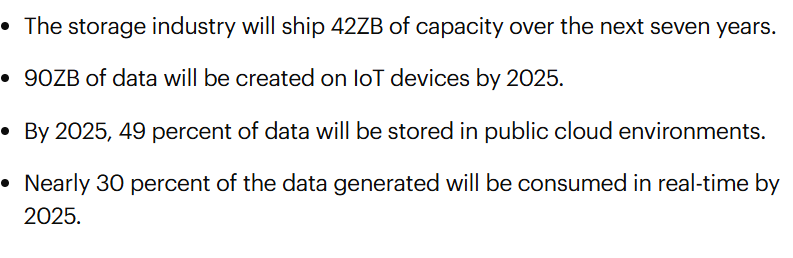 • The storage industry will ship 42ZB of capacity over the next seven years.
• 90ZB of data will be created on IoT devices by 2025.
• By 2025, 49 percent of data will be stored in public cloud environments.
• Nearly 30 percent of the data generated will be consumed in real-time by
2025.